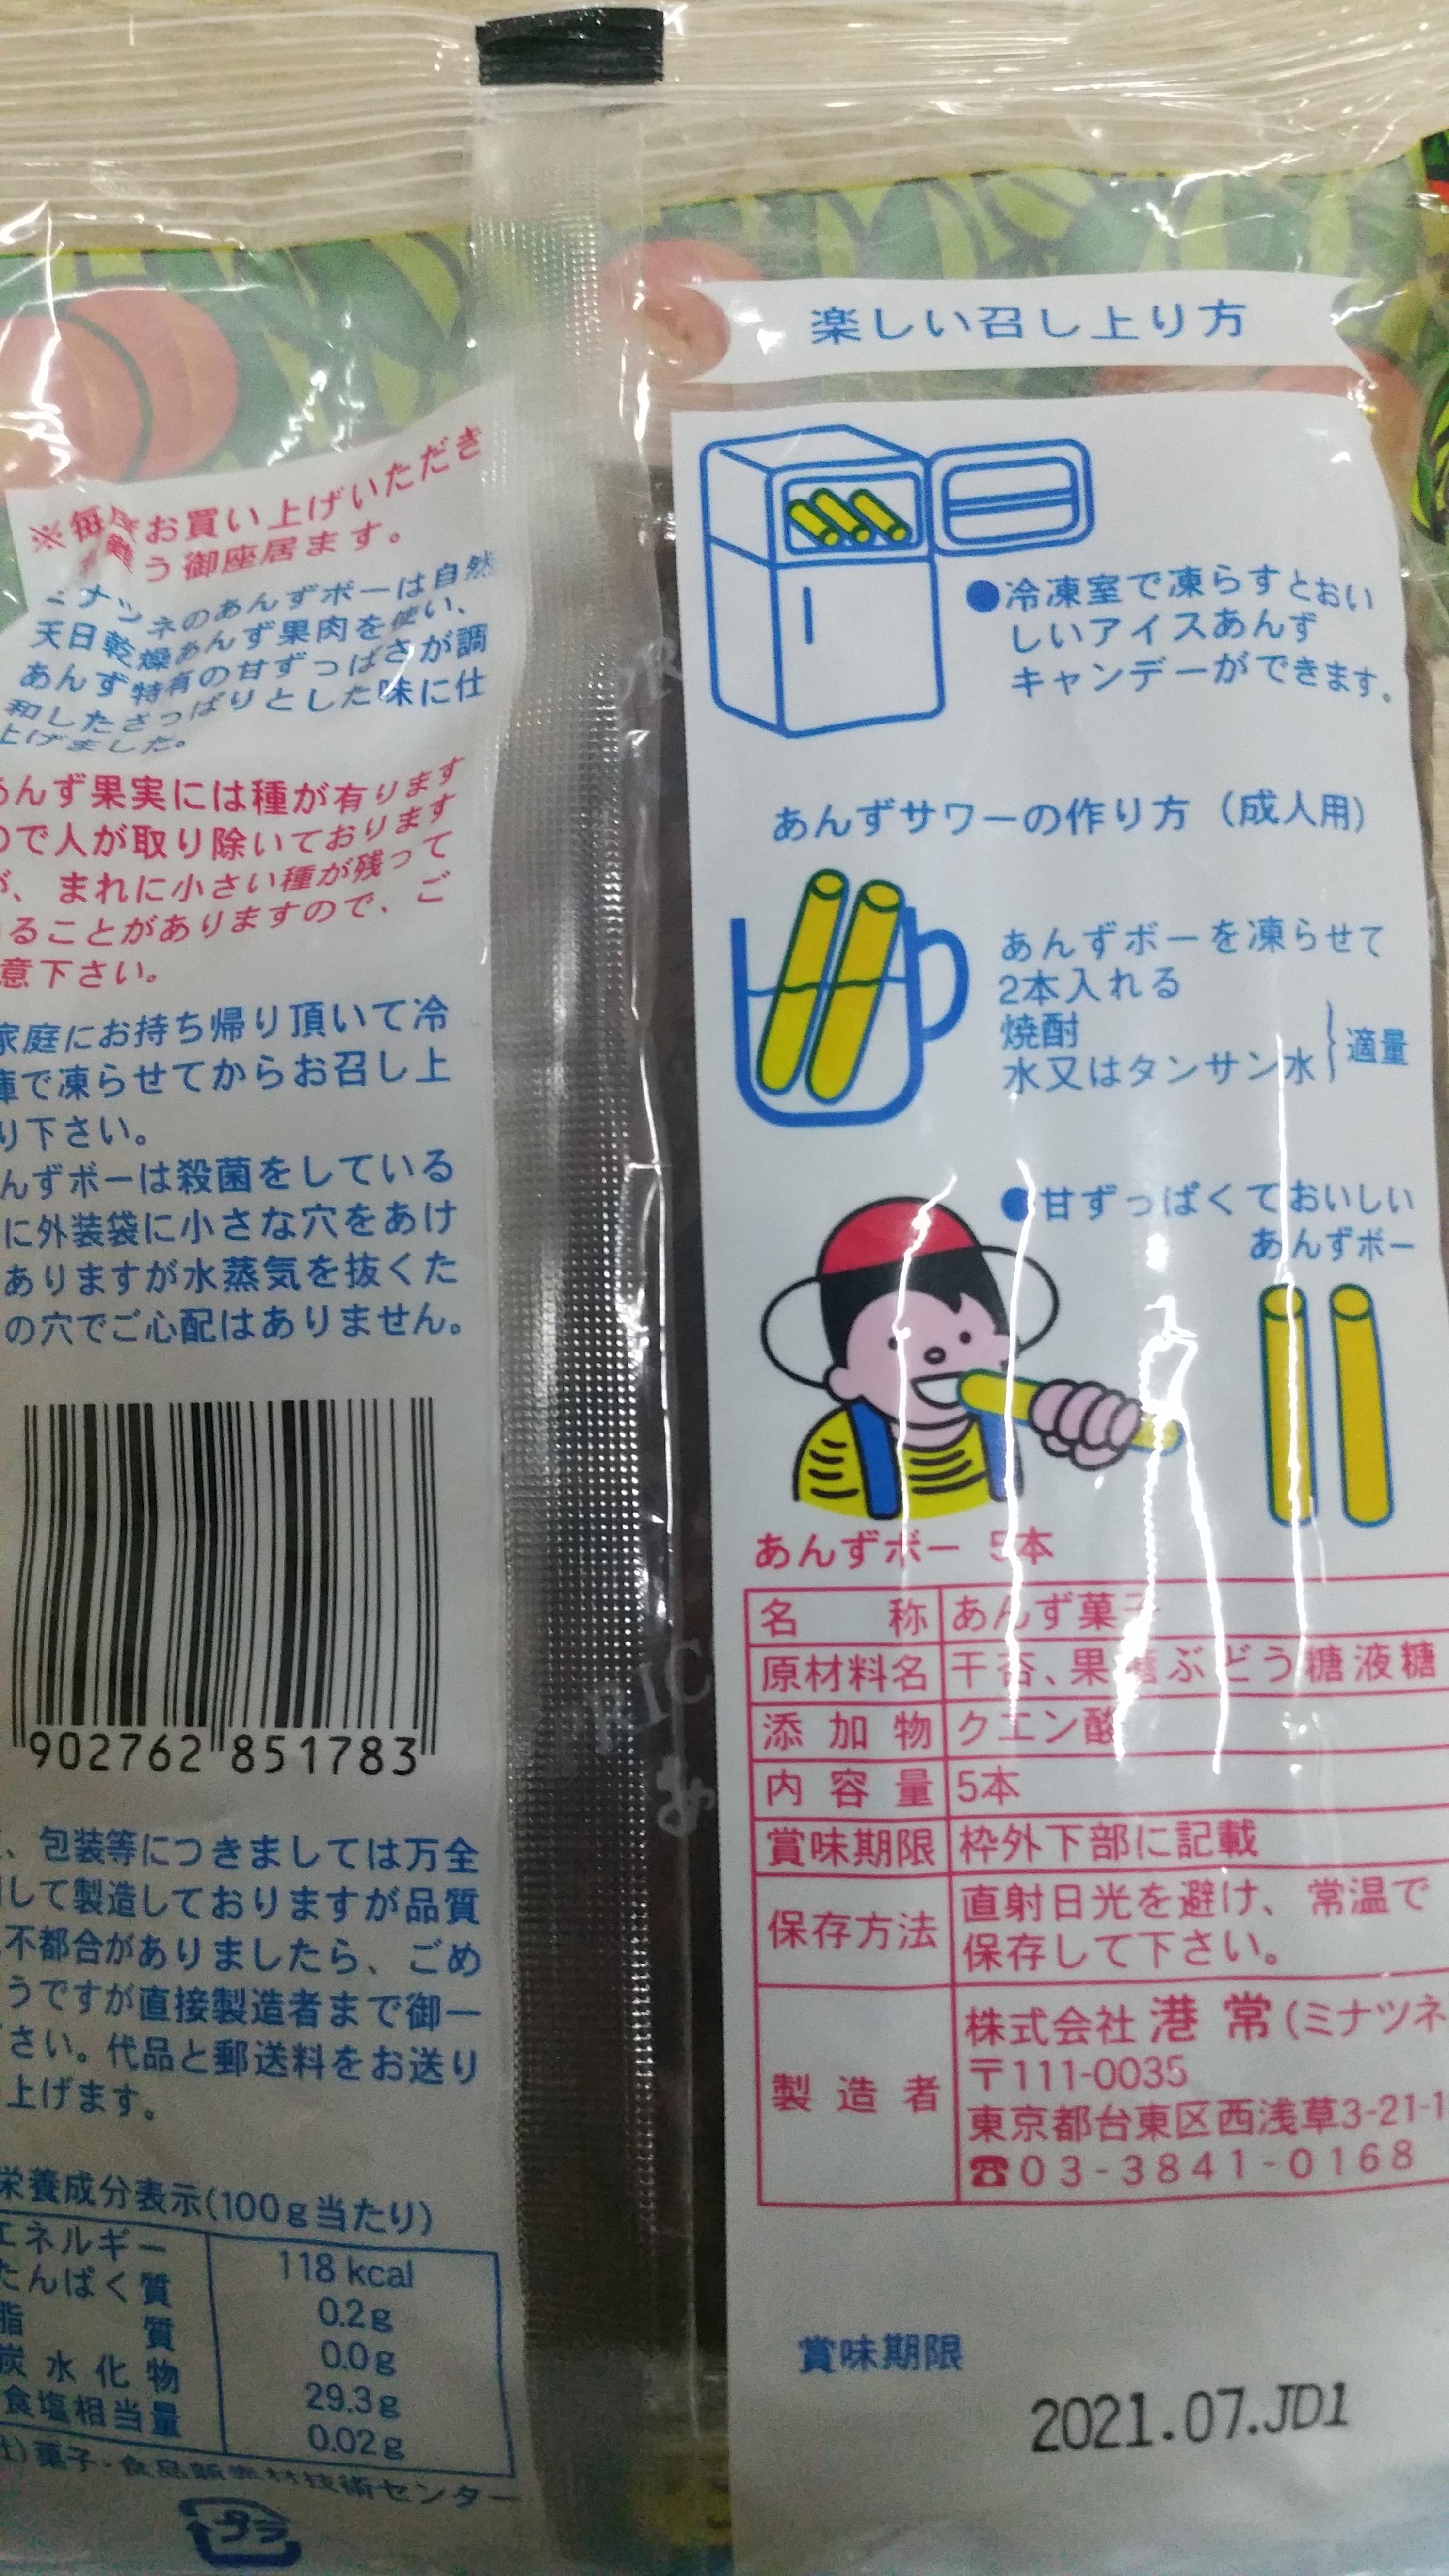 ※毎度お買い上げいただき
う御座居ます。
ミナツネのあんずボーは自然
天日乾燥あんず果肉を使い、
あんず特有の甘ずっぱさが調
和したさっぱりとした味に仕
上げました。
あんず果実には種が有ります
ので人が取り除いております
が、まれに小さい種が残って
いることがありますので、ご
意下さい。
家庭にお持ち帰り頂いて冷
庫で凍らせてからお召し上
り下さい。
んずボーは殺菌をしている
に外装袋に小さな穴をあけ
ありますが水蒸気を抜くた
の穴でご心配はありません。
902762 851783
、包装等につきましては万全
して製造しておりますが品質
不都合がありましたら、ごめ
うですが直接製造者まで御一
さい。代品と郵送料をお送り
上げます。
栄養成分表示(100g当たり)
エネルギー 118 kcal
たんぱく質 0.2g
脂質 0.0g
炭水化物 29.3g
食塩相当量 0.02g
菓子・食品新素材技術センター
プラ
楽しい召し上り方
●冷凍室で凍らすとおい
しいアイスあんず
キャンデーができます。
あんずサワーの作り方（成人用）
あんずボーを凍らせて
2本入れる
焼酎
水又はタンサン水 } 適量
●甘ずっぱくておいしい
あんずボー
あんずボー 5本
名称 あんず菓子
原材料名 干杏、果糖ぶどう糖液糖
添加物 クエン酸
内容量 5本
賞味期限 枠外下部に記載
保存方法 直射日光を避け、常温で
保存して下さい。
製造者 株式会社 港常(ミナツネ
〒111-0035
東京都台東区西浅草3-21-1
☎03-3841-0168
賞味期限
2021.07.JD1